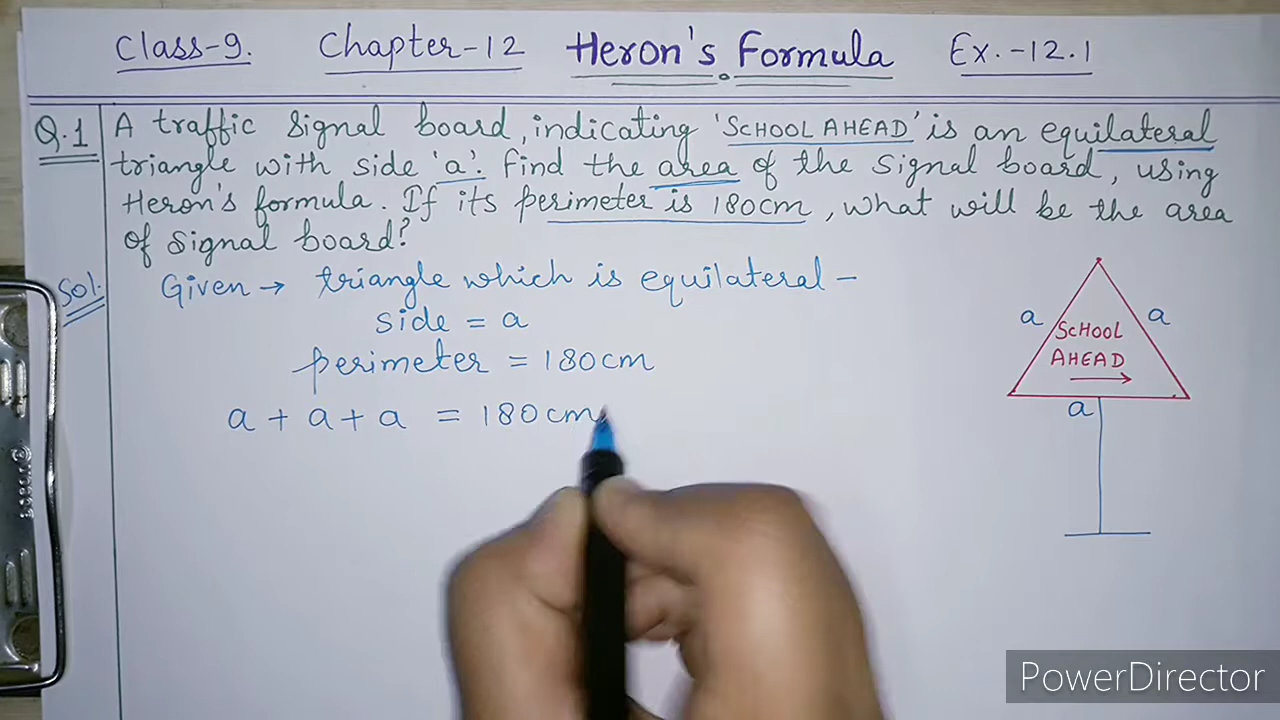 Class-9. Chapter-12 Heron's Formula Ex.-12.1
Q.1 A traffic signal board, indicating 'SCHOOL AHEAD' is an equilateral
triangle with side 'a'. Find the area of the signal board, using
Heron's formula. If its perimeter is 180cm, what will be the area
of signal board?
Sol. Given → triangle which is equilateral -
side = a
perimeter = 180cm
a + a + a = 180cm
a a
SCHOOL
AHEAD
a
PowerDirector